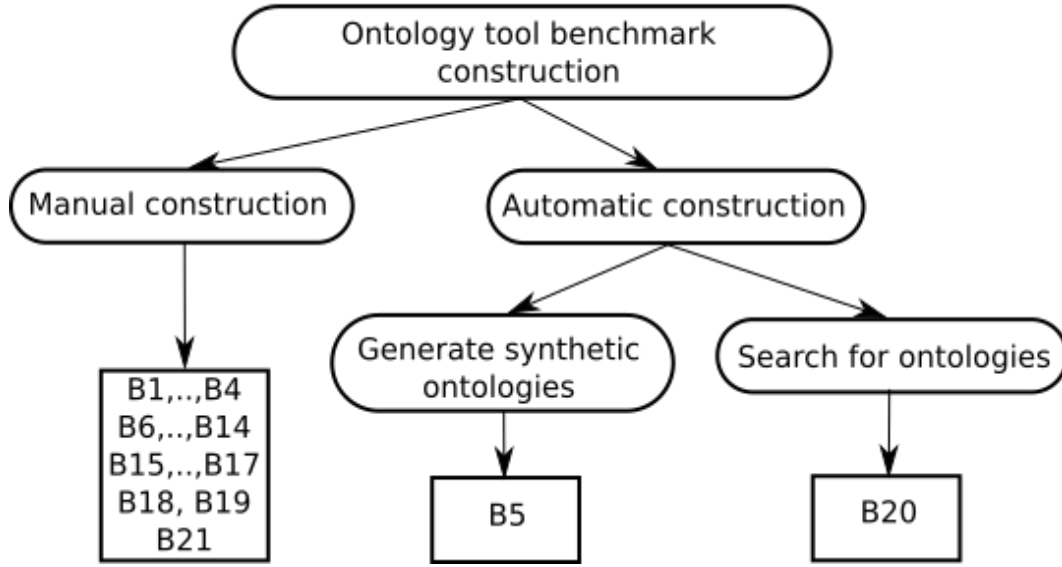 Ontology tool benchmark
construction
Manual construction
Automatic construction
Generate synthetic
ontologies
Search for ontologies
B1,..,B4
B6,..,B14
B15,..,B17
B18, B19
B21
B5
B20